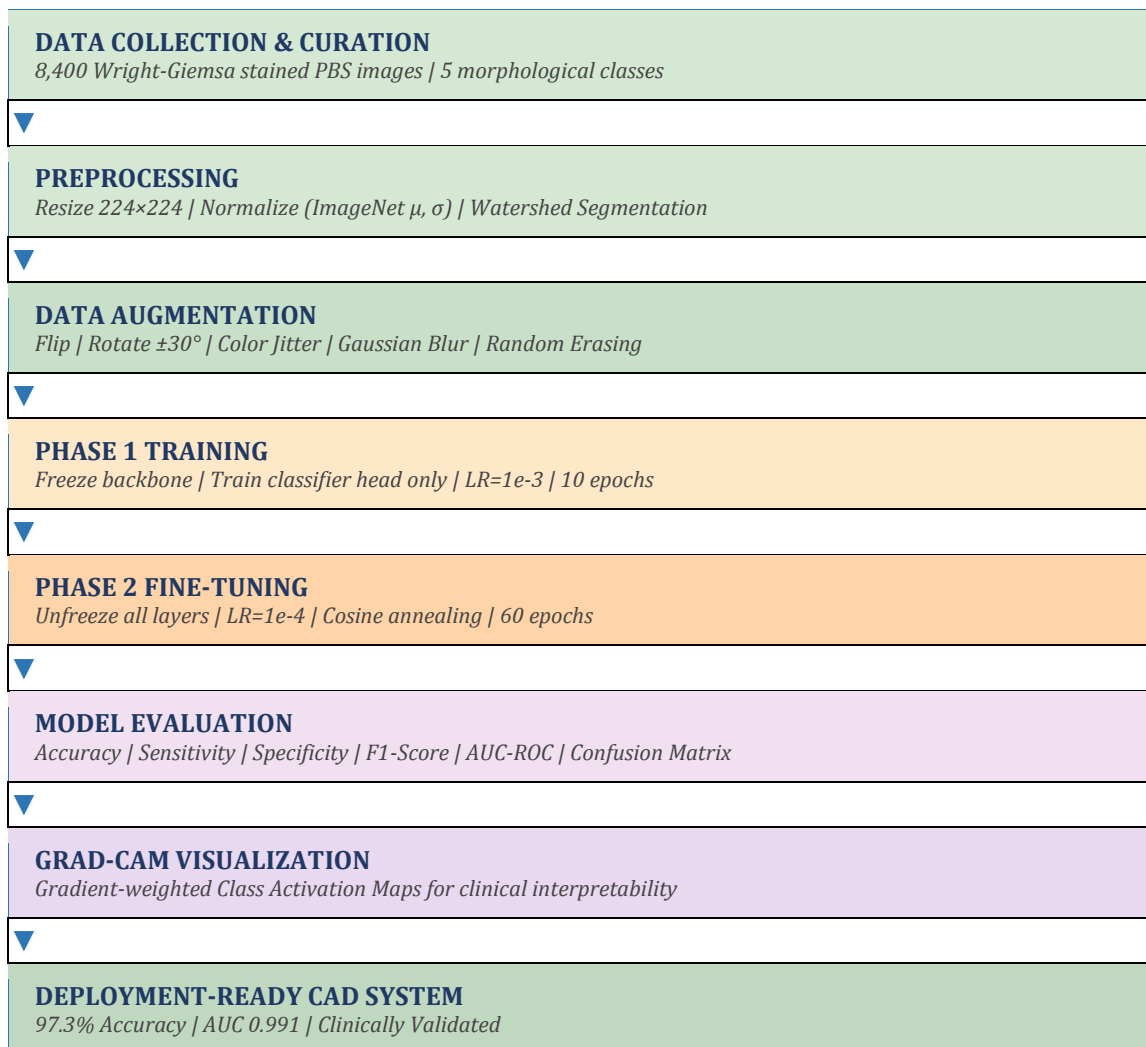 DATA COLLECTION & CURATION
8,400 Wright-Giemsa stained PBS images | 5 morphological classes
PREPROCESSING
Resize 224×224 | Normalize (ImageNet μ, σ) | Watershed Segmentation
DATA AUGMENTATION
Flip | Rotate ±30° | Color Jitter | Gaussian Blur | Random Erasing
PHASE 1 TRAINING
Freeze backbone | Train classifier head only | LR=1e-3 | 10 epochs
PHASE 2 FINE-TUNING
Unfreeze all layers | LR=1e-4 | Cosine annealing | 60 epochs
MODEL EVALUATION
Accuracy | Sensitivity | Specificity | F1-Score | AUC-ROC | Confusion Matrix
GRAD-CAM VISUALIZATION
Gradient-weighted Class Activation Maps for clinical interpretability
DEPLOYMENT-READY CAD SYSTEM
97.3% Accuracy | AUC 0.991 | Clinically Validated